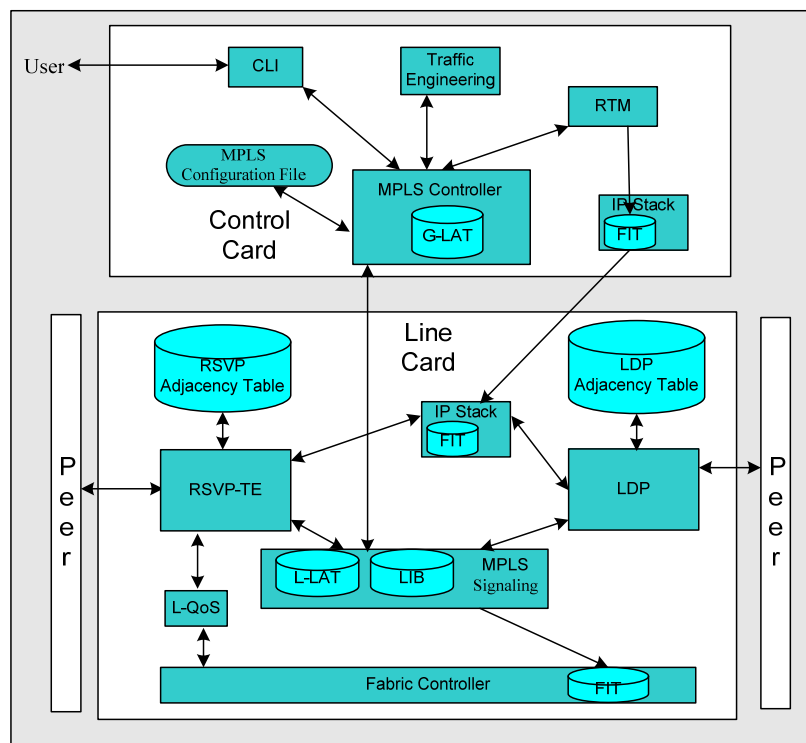 User
CLI
Traffic
Engineering
RTM
MPLS
Configuration File
MPLS Controller
G-LAT
IP Stack
FIT
Control
Card
Line
Card
RSVP
Adjacency Table
LDP
Adjacency Table
IP Stack
FIT
Peer
RSVP-TE
LDP
Peer
L-LAT
LIB
MPLS
Signaling
L-QoS
Fabric Controller
FIT